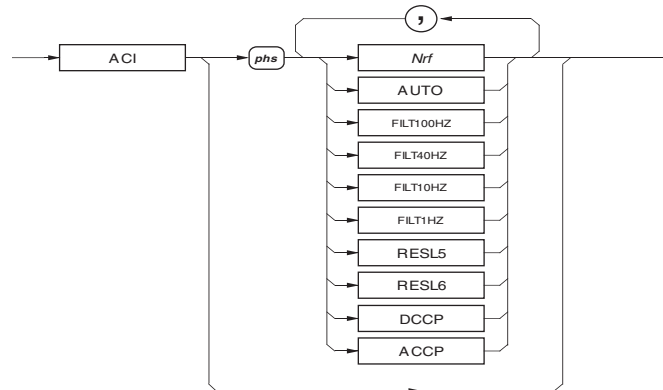 ,
ACI
phs
Nrf
AUTO
FILT100HZ
FILT40HZ
FILT10HZ
FILT1HZ
RESL5
RESL6
DCCP
ACCP